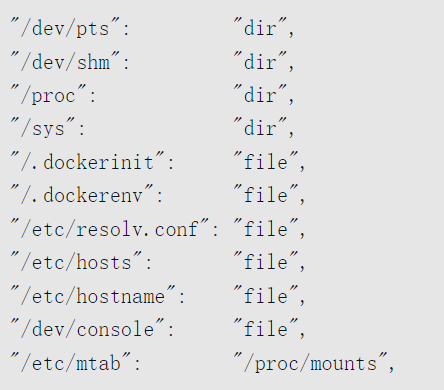 "/dev/pts":        "dir",
"/dev/shm":        "dir",
"/proc":           "dir",
"/sys":            "dir",
"/.dockerinit":    "file",
"/.dockerenv":     "file",
"/etc/resolv.conf": "file",
"/etc/hosts":      "file",
"/etc/hostname":   "file",
"/dev/console":    "file",
"/etc/mtab":       "/proc/mounts",